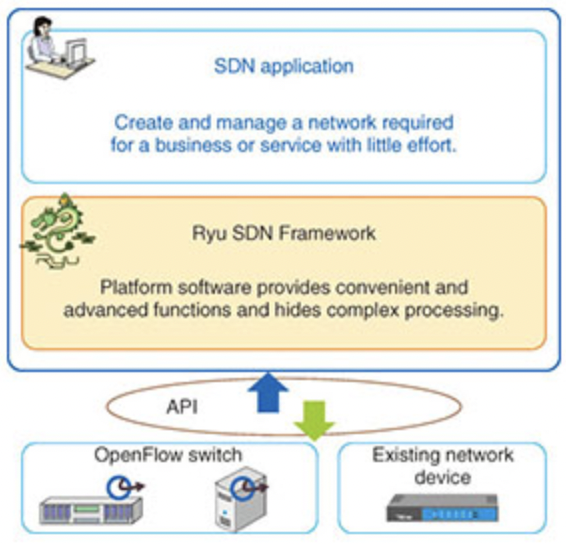 SDN application
Create and manage a network required
for a business or service with little effort.
Ryu SDN Framework
RYU
Platform software provides convenient and
advanced functions and hides complex processing.
API
OpenFlow switch
Existing network
device